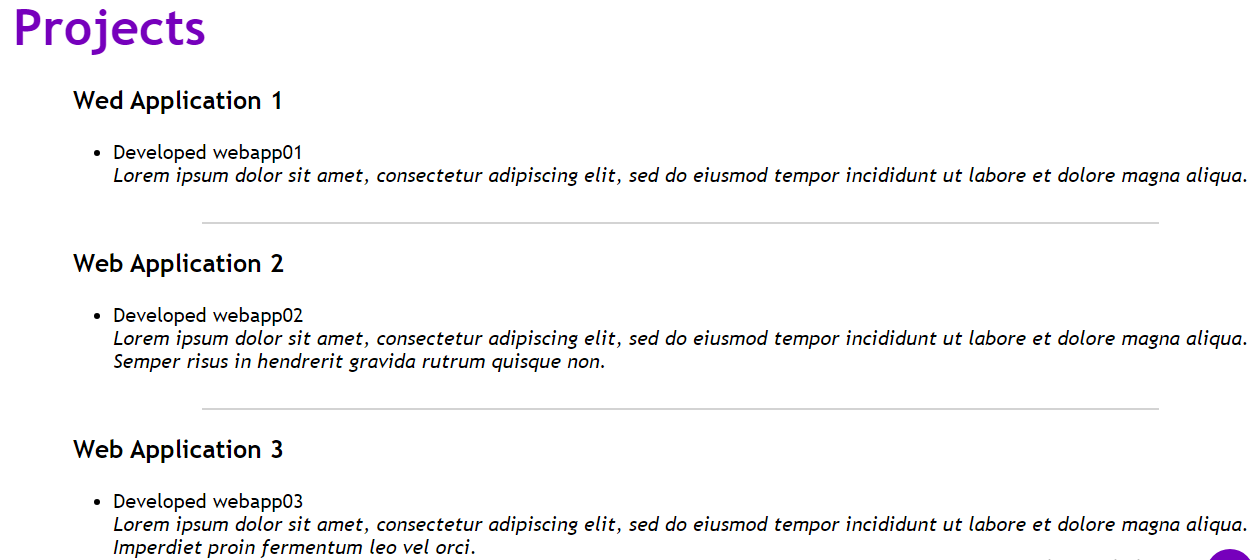 Projects
Wed Application 1
Developed webapp01
Lorem ipsum dolor sit amet, consectetur adipiscing elit, sed do eiusmod tempor incididunt ut labore et dolore magna aliqua.
Web Application 2
Developed webapp02
Lorem ipsum dolor sit amet, consectetur adipiscing elit, sed do eiusmod tempor incididunt ut labore et dolore magna aliqua.
Semper risus in hendrerit gravida rutrum quisque non.
Web Application 3
Developed webapp03
Lorem ipsum dolor sit amet, consectetur adipiscing elit, sed do eiusmod tempor incididunt ut labore et dolore magna aliqua.
Imperdiet proin fermentum leo vel orci.